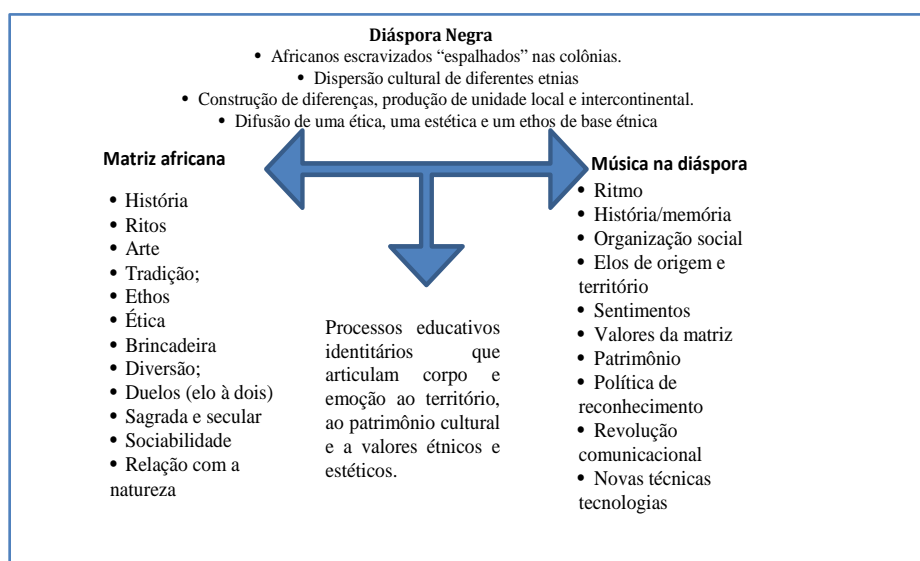 Diáspora Negra
• Africanos escravizados “espalhados” nas colônias.
• Dispersão cultural de diferentes etnias
• Construção de diferenças, produção de unidade local e intercontinental.
• Difusão de uma ética, uma estética e um ethos de base étnica
Matriz africana
• História
• Ritos
• Arte
• Tradição;
• Ethos
• Ética
• Brincadeira
• Diversão;
• Duelos (elo à dois)
• Sagrada e secular
• Sociabilidade
• Relação com a
natureza
Processos educativos
identitários que
articulam corpo e
emoção ao território,
ao patrimônio cultural
e a valores étnicos e
estéticos.
Música na diáspora
• Ritmo
• História/memória
• Organização social
• Elos de origem e
território
• Sentimentos
• Valores da matriz
• Patrimônio
• Política de
reconhecimento
• Revolução
comunicacional
• Novas técnicas
tecnologias